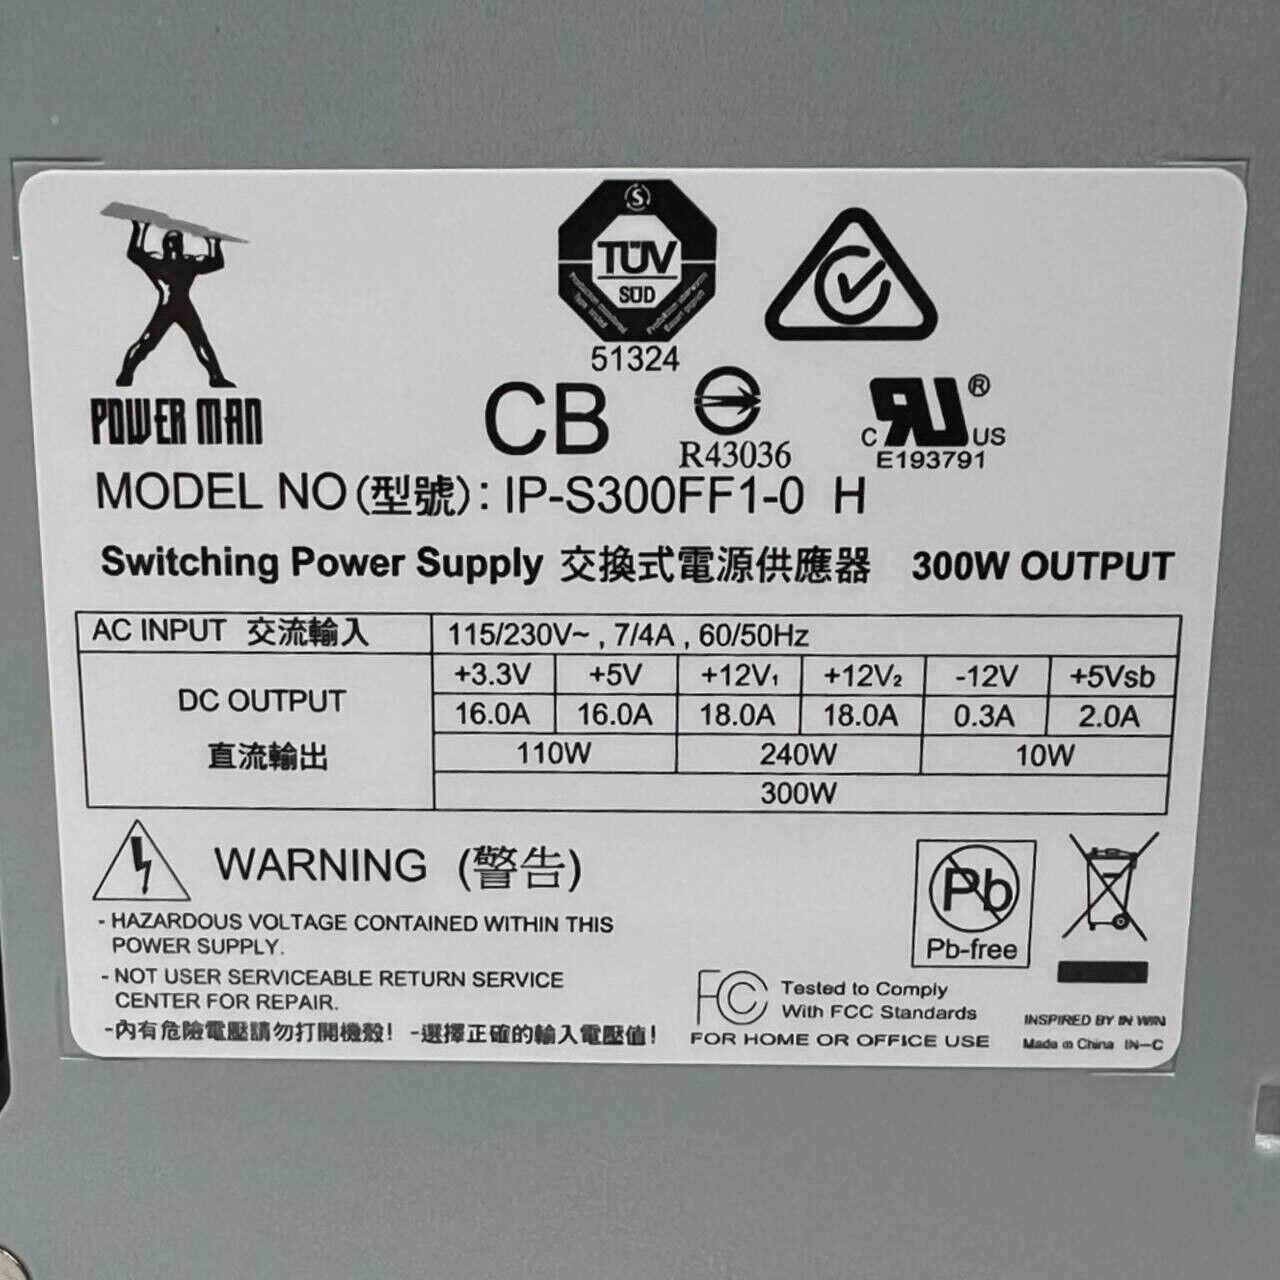 POWER MAN
S
TÜV
SÜD
51324
CB
R43036
C RU US ®
E193791
MODEL NO (型號): IP-S300FF1-0 H
Switching Power Supply 交換式電源供應器 300W OUTPUT
AC INPUT 交流輸入 115/230V~ , 7/4A , 60/50Hz
DC OUTPUT
直流輸出
+3.3V +5V +12V₁ +12V₂ -12V +5Vsb
16.0A 16.0A 18.0A 18.0A 0.3A 2.0A
110W 240W 10W
300W
WARNING (警告)
- HAZARDOUS VOLTAGE CONTAINED WITHIN THIS
POWER SUPPLY.
- NOT USER SERVICEABLE RETURN SERVICE
CENTER FOR REPAIR.
-內有危險電壓請勿打開機殼! -選擇正確的輸入電壓值!
Pb
Pb-free
FC Tested to Comply
With FCC Standards
FOR HOME OR OFFICE USE
INSPIRED BY IN WIN
Made in China IN-C